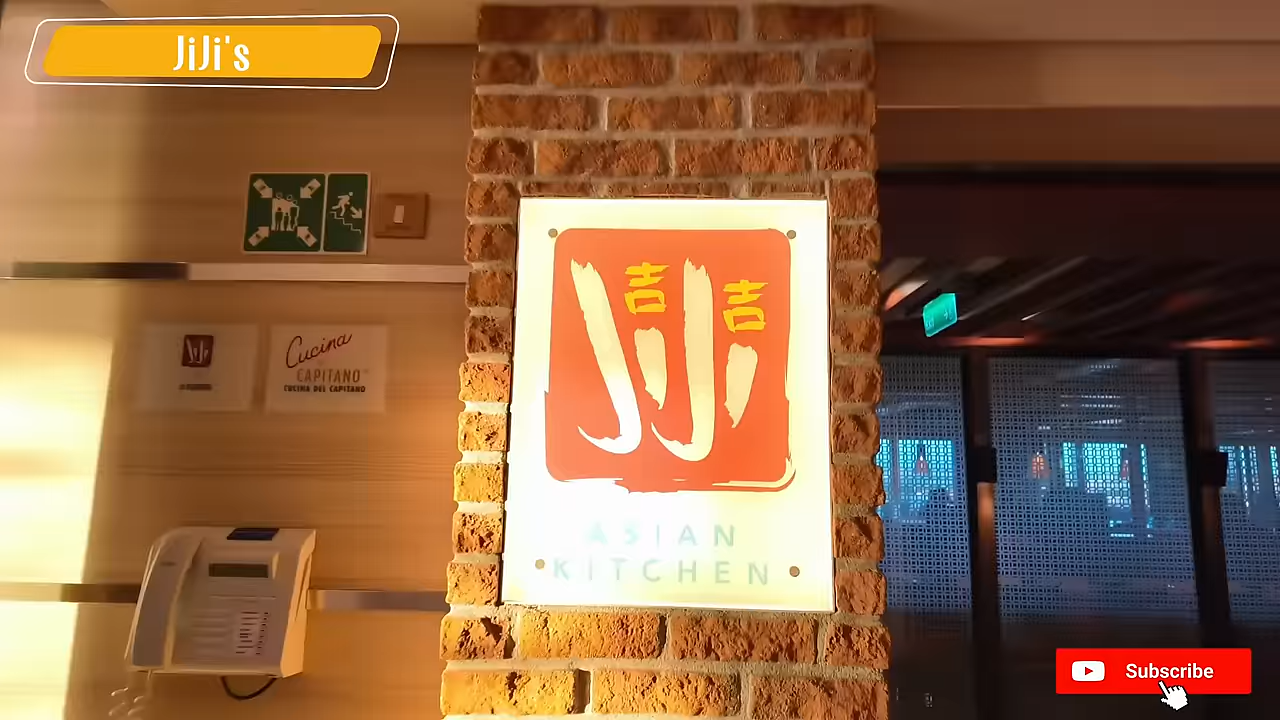 JiJi's
吉 吉
JiJi
ASIAN
KITCHEN
Cucina
CAPITANO
CUCINA DEL CAPITANO
Subscribe